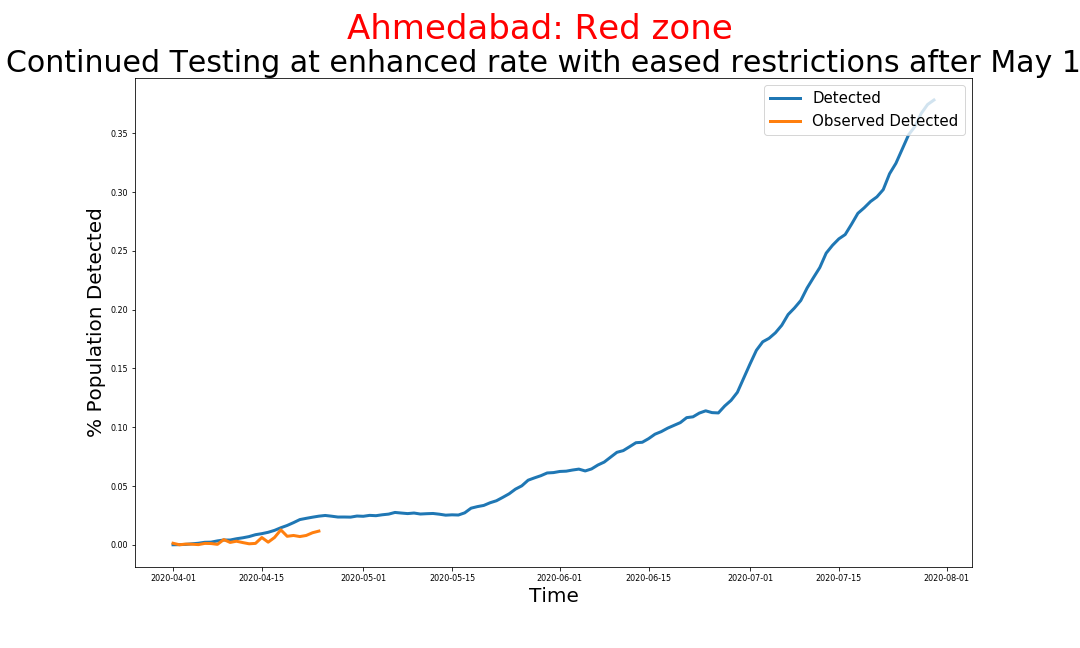 Ahmedabad: Red zone
Continued Testing at enhanced rate with eased restrictions after May 1
Detected
Observed Detected
% Population Detected
0.35
0.30
0.25
0.20
0.15
0.10
0.05
0.00
2020-04-01 2020-04-15 2020-05-01 2020-05-15 2020-06-01 2020-06-15 2020-07-01 2020-07-15 2020-08-01
Time